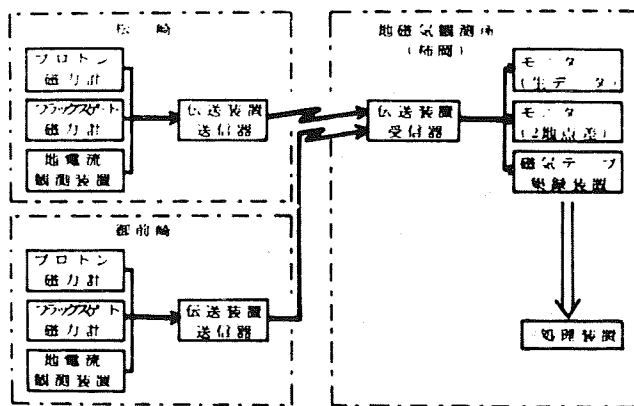 松 崎
プロトン
磁力計
フラックスゲート
磁力計
地電流
観測装置
伝送装置
送信器
御前崎
プロトン
磁力計
フラックスゲート
磁力計
地電流
観測装置
伝送装置
送信器
地磁気観測所
(柿岡)
伝送装置
受信器
モニタ
(生データ)
モニタ
(2地点差)
磁気テープ
収録装置
処理装置